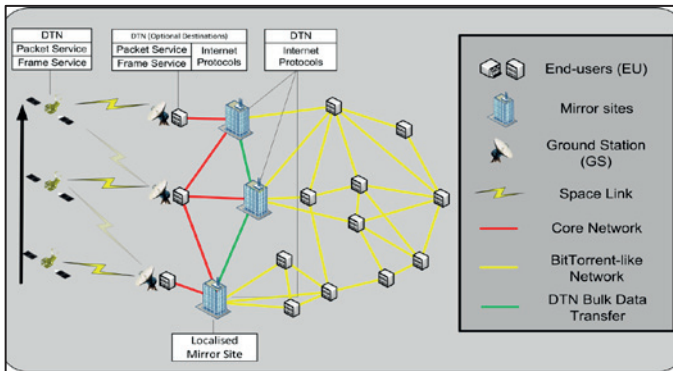 DTN
Packet Service
Frame Service
DTN (Optional Destinations)
Packet Service
Frame Service
Internet
Protocols
DTN
Internet
Protocols
Localised
Mirror Site
End-users (EU)
Mirror sites
Ground Station
(GS)
Space Link
Core Network
BitTorrent-like
Network
DTN Bulk Data
Transfer